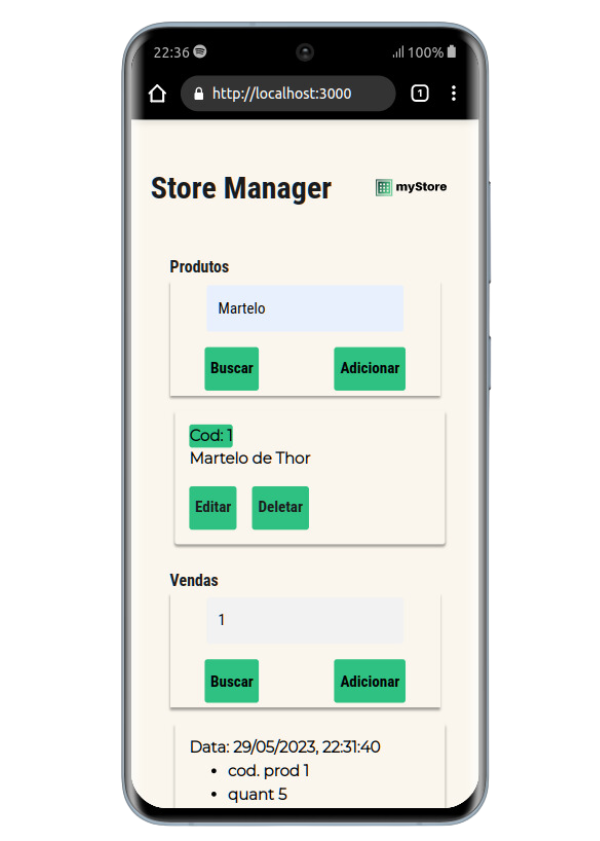 22:36 100%
http://localhost:3000 1
Store Manager myStore
Produtos
Martelo
Buscar Adicionar
Cod: 1
Martelo de Thor
Editar Deletar
Vendas
1
Buscar Adicionar
Data: 29/05/2023, 22:31:40
• cod. prod 1
• quant 5